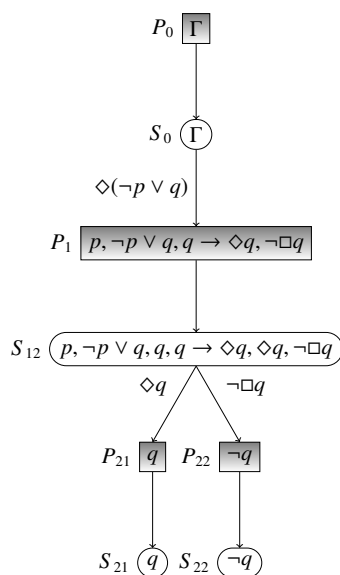 P₀ Γ
S₀ Γ
◇(¬p ∨ q)
P₁ p, ¬p ∨ q, q → ◇q, ¬□q
S₁₂ p, ¬p ∨ q, q, q → ◇q, ◇q, ¬□q
◇q ¬□q
P₂₁ q P₂₂ ¬q
S₂₁ q S₂₂ ¬q